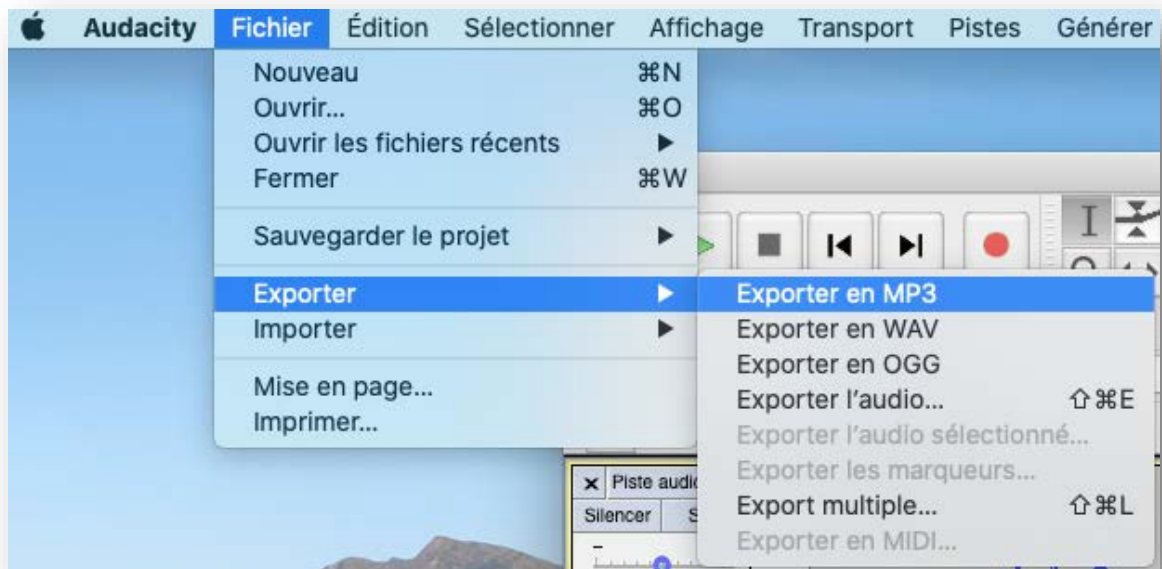 Audacity Fichier Édition Sélectionner Affichage Transport Pistes Générer
Nouveau ⌘N
Ouvrir... ⌘O
Ouvrir les fichiers récents ▶
Fermer ⌘W
Sauvegarder le projet ▶
Exporter ▶
Importer ▶
Mise en page...
Imprimer...
Exporter en MP3
Exporter en WAV
Exporter en OGG
Exporter l'audio... ⇧⌘E
Exporter l'audio sélectionné...
Exporter les marqueurs...
Export multiple... ⇧⌘L
Exporter en MIDI...
× Piste
Silencer